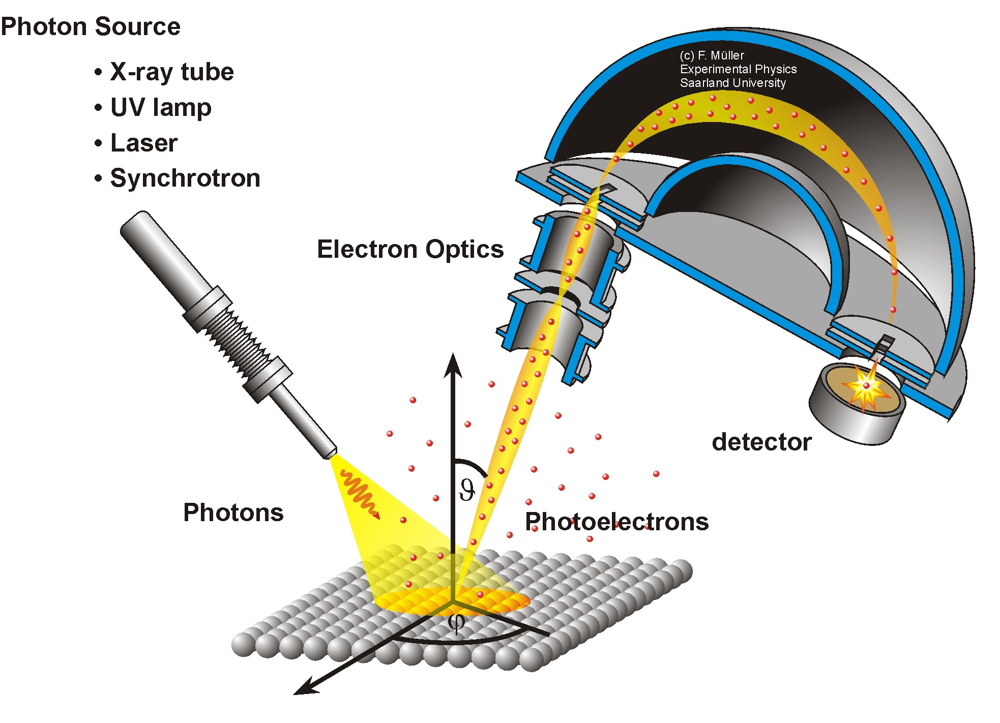 Photon Source
• X-ray tube
• UV lamp
• Laser
• Synchrotron
(c) F. Müller
Experimental Physics
Saarland University
Electron Optics
detector
ϑ
Photons
Photoelectrons
φ